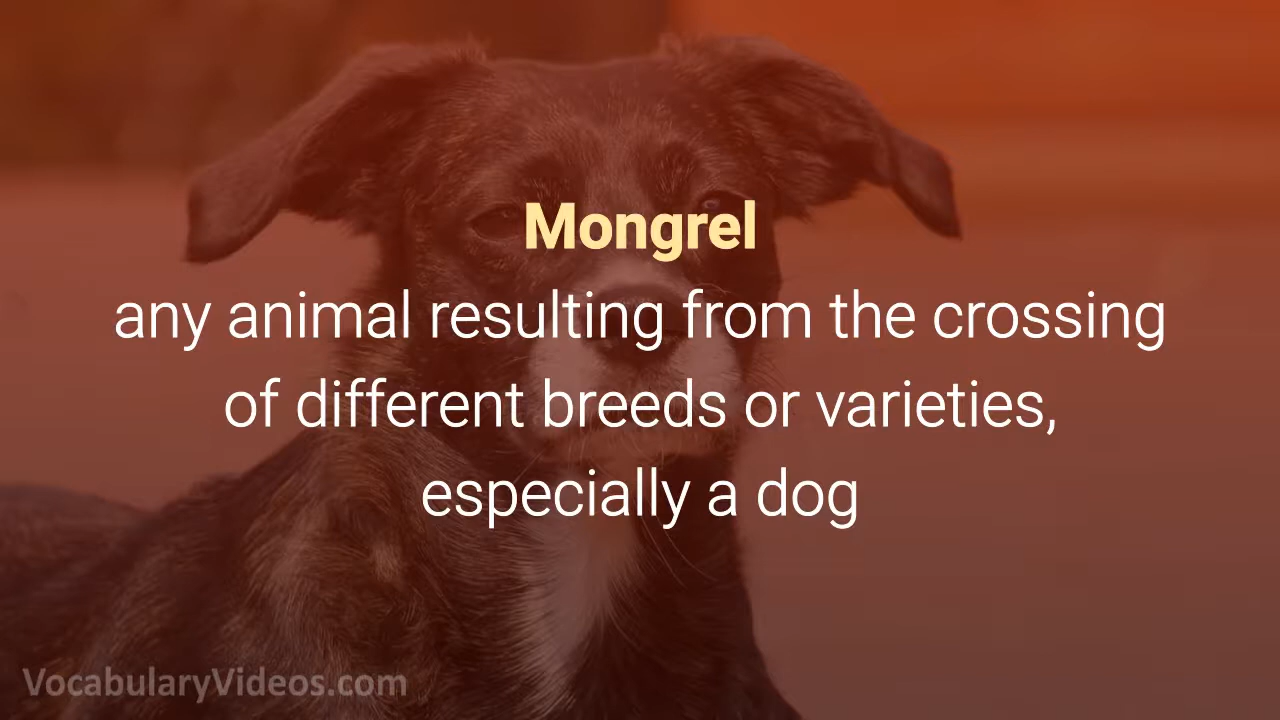 Mongrel
any animal resulting from the crossing
of different breeds or varieties,
especially a dog
VocabularyVideos.com